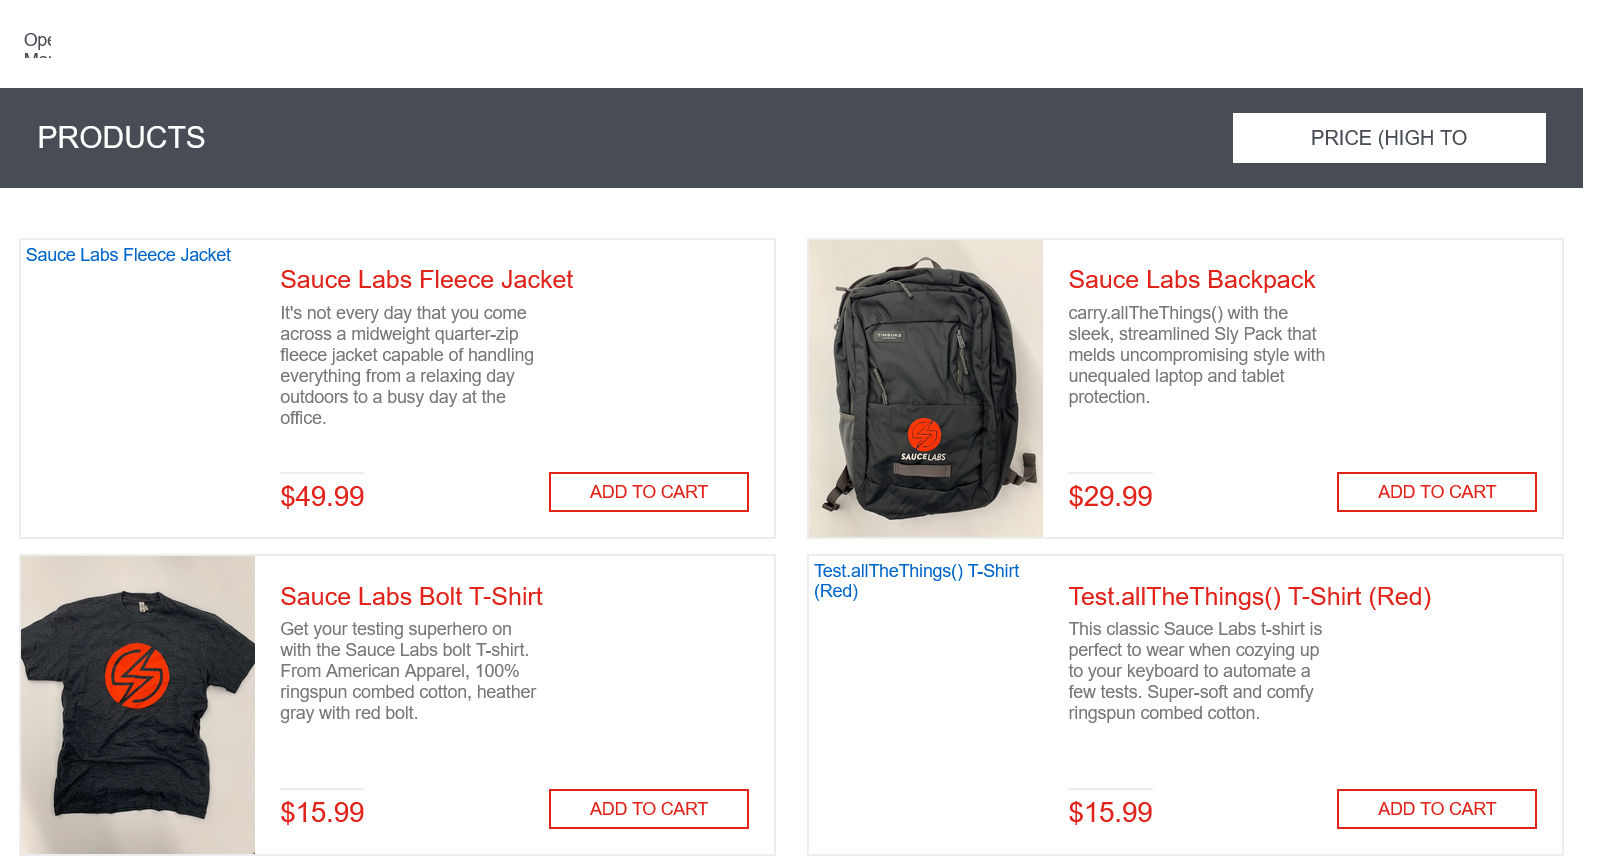 Ope
PRODUCTS
PRICE (HIGH TO
Sauce Labs Fleece Jacket
Sauce Labs Fleece Jacket
It's not every day that you come
across a midweight quarter-zip
fleece jacket capable of handling
everything from a relaxing day
outdoors to a busy day at the
office.
$49.99
ADD TO CART
TIMBUK2
SAUCELABS
Sauce Labs Backpack
carry.allTheThings() with the
sleek, streamlined Sly Pack that
melds uncompromising style with
unequaled laptop and tablet
protection.
$29.99
ADD TO CART
Sauce Labs Bolt T-Shirt
Get your testing superhero on
with the Sauce Labs bolt T-shirt.
From American Apparel, 100%
ringspun combed cotton, heather
gray with red bolt.
$15.99
ADD TO CART
Test.allTheThings() T-Shirt
(Red)
Test.allTheThings() T-Shirt (Red)
This classic Sauce Labs t-shirt is
perfect to wear when cozying up
to your keyboard to automate a
few tests. Super-soft and comfy
ringspun combed cotton.
$15.99
ADD TO CART